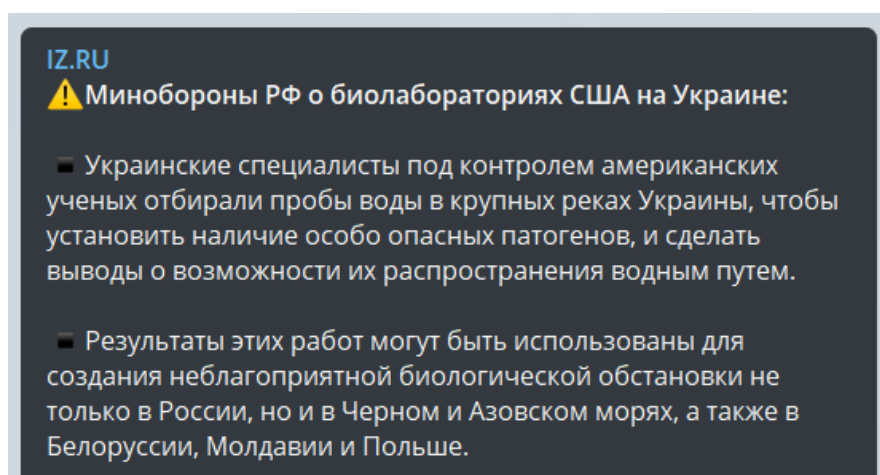 IZ.RU
⚠️Минобороны РФ о биолабораториях США на Украине:
▪️Украинские специалисты под контролем американских
ученых отбирали пробы воды в крупных реках Украины, чтобы
установить наличие особо опасных патогенов, и сделать
выводы о возможности их распространения водным путем.
▪️Результаты этих работ могут быть использованы для
создания неблагоприятной биологической обстановки не
только в России, но и в Черном и Азовском морях, а также в
Белоруссии, Молдавии и Польше.